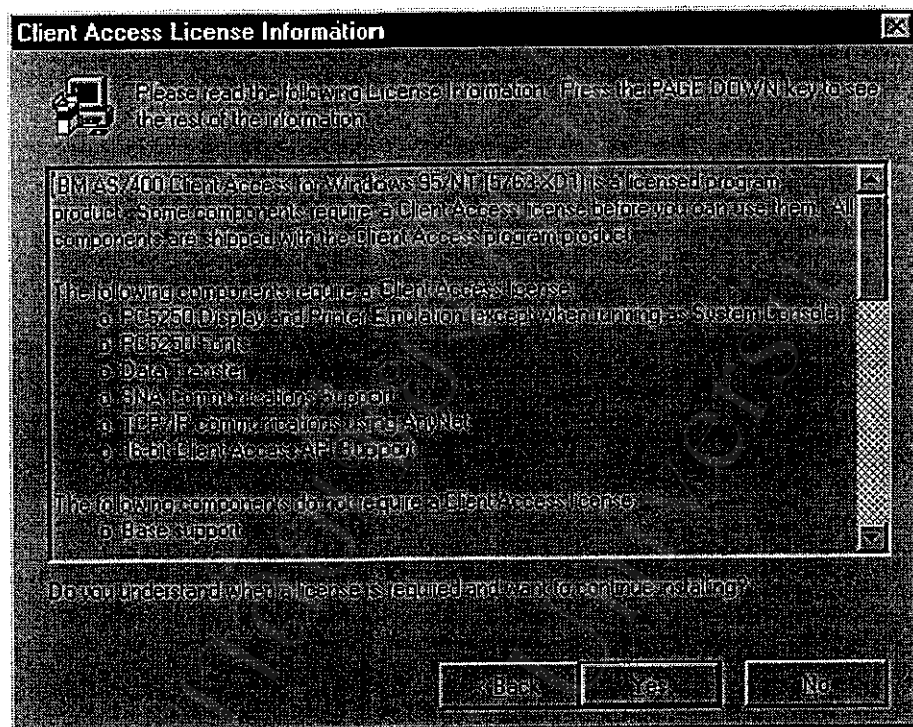 Client Access License Information
Please read the following License Information. Press the PAGE DOWN key to see
the rest of the information.
IBM AS/400 Client Access for Windows 95/NT (5763-XD1) is a licensed program
product. Some components require a Client Access license before you can use them. All
components are shipped with the Client Access program product.
The following components require a Client Access license:
o PC5250 Display and Printer Emulation (except when running as System Console)
o PC5250 Fonts
o Data Transfer
o SNA Communications Support
o TCP/IP communications using AnyNet
o 16-bit Client Access API Support
The following components do not require a Client Access license:
o Base support
Do you understand when a license is required and want to continue installing?
< Back
Yes
No